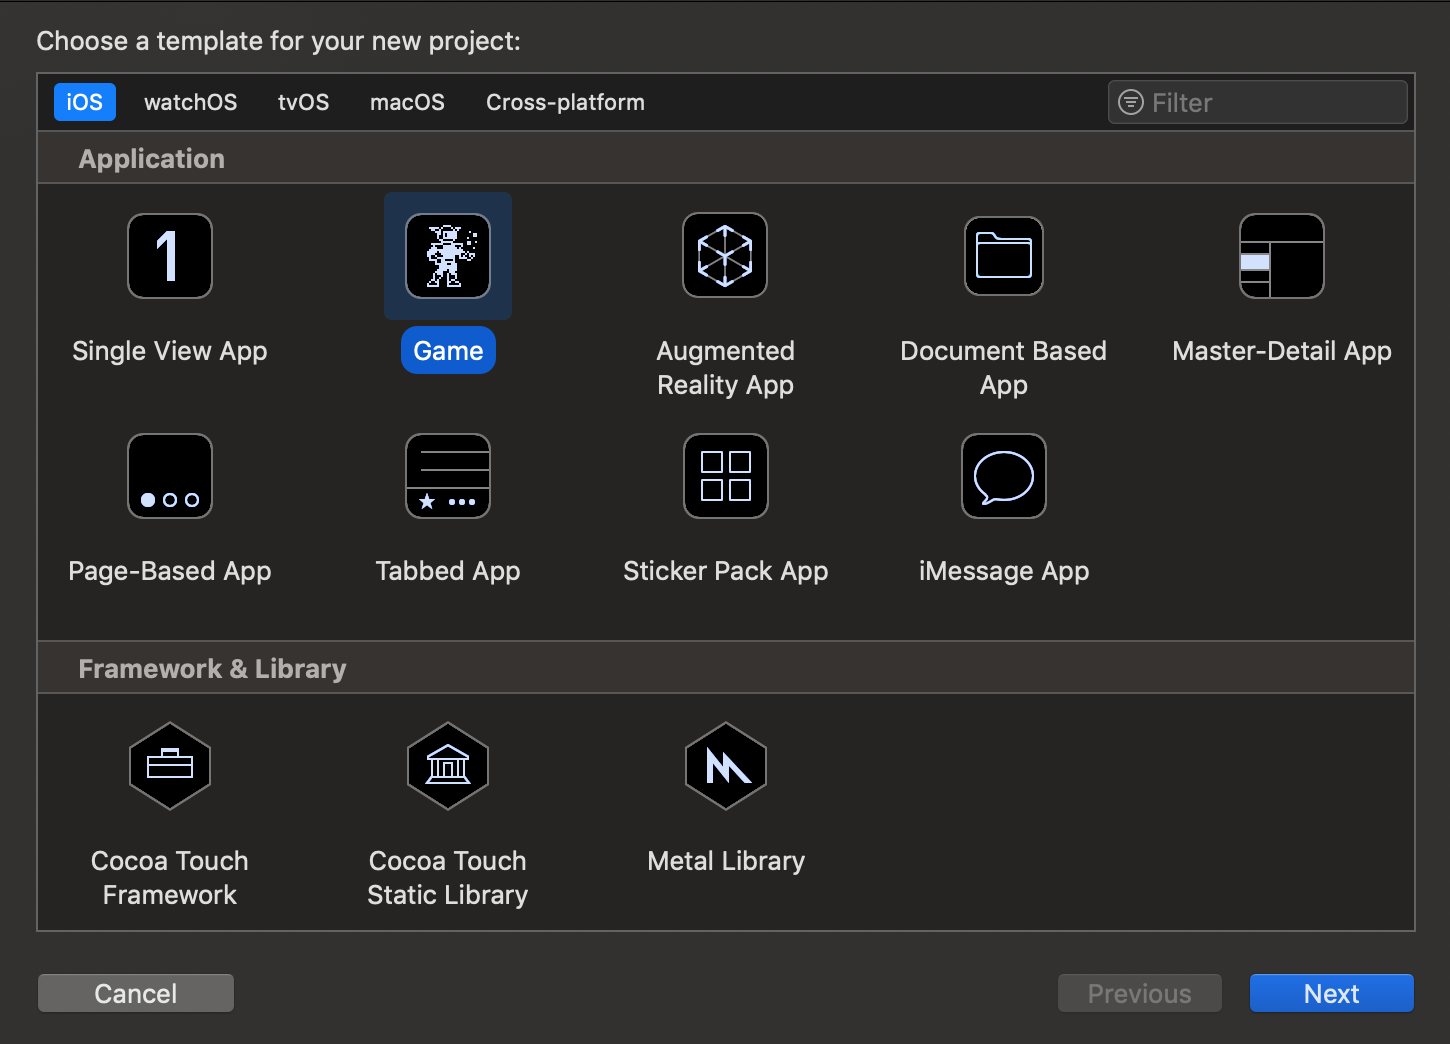 Choose a template for your new project:
iOS watchOS tvOS macOS Cross-platform Filter
Application
1
Single View App Game Augmented Document Based Master-Detail App
Reality App App
Page-Based App Tabbed App Sticker Pack App iMessage App
Framework & Library
Cocoa Touch Cocoa Touch Metal Library
Framework Static Library
Cancel Previous Next